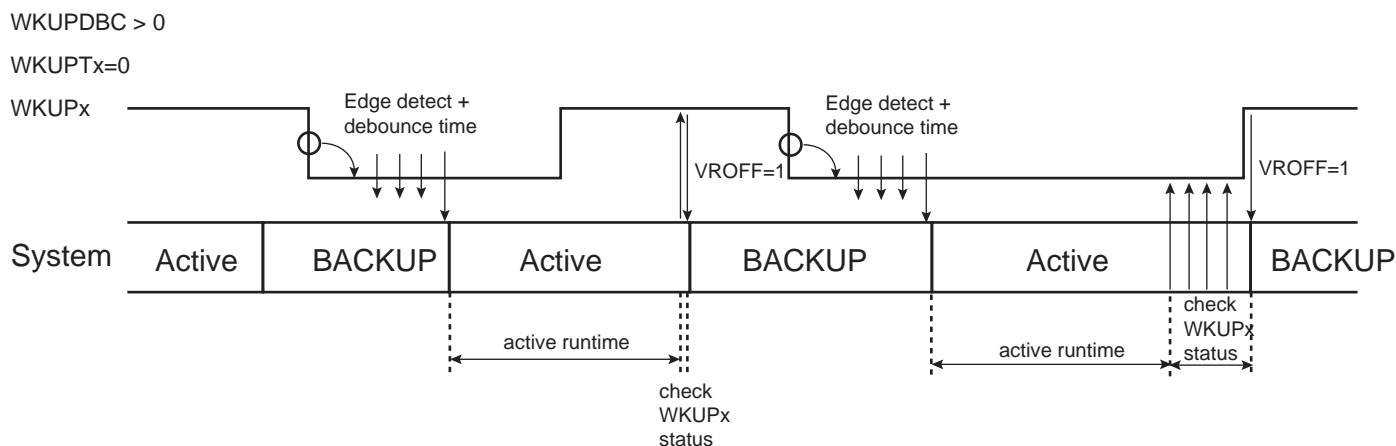 WKUPDBC > 0
WKUPTx=0
WKUPx
Edge detect +
debounce time
VROFF=1
Edge detect +
debounce time
VROFF=1
System
Active
BACKUP
Active
BACKUP
Active
BACKUP
active runtime
check
WKUPx
status
active runtime
check
WKUPx
status